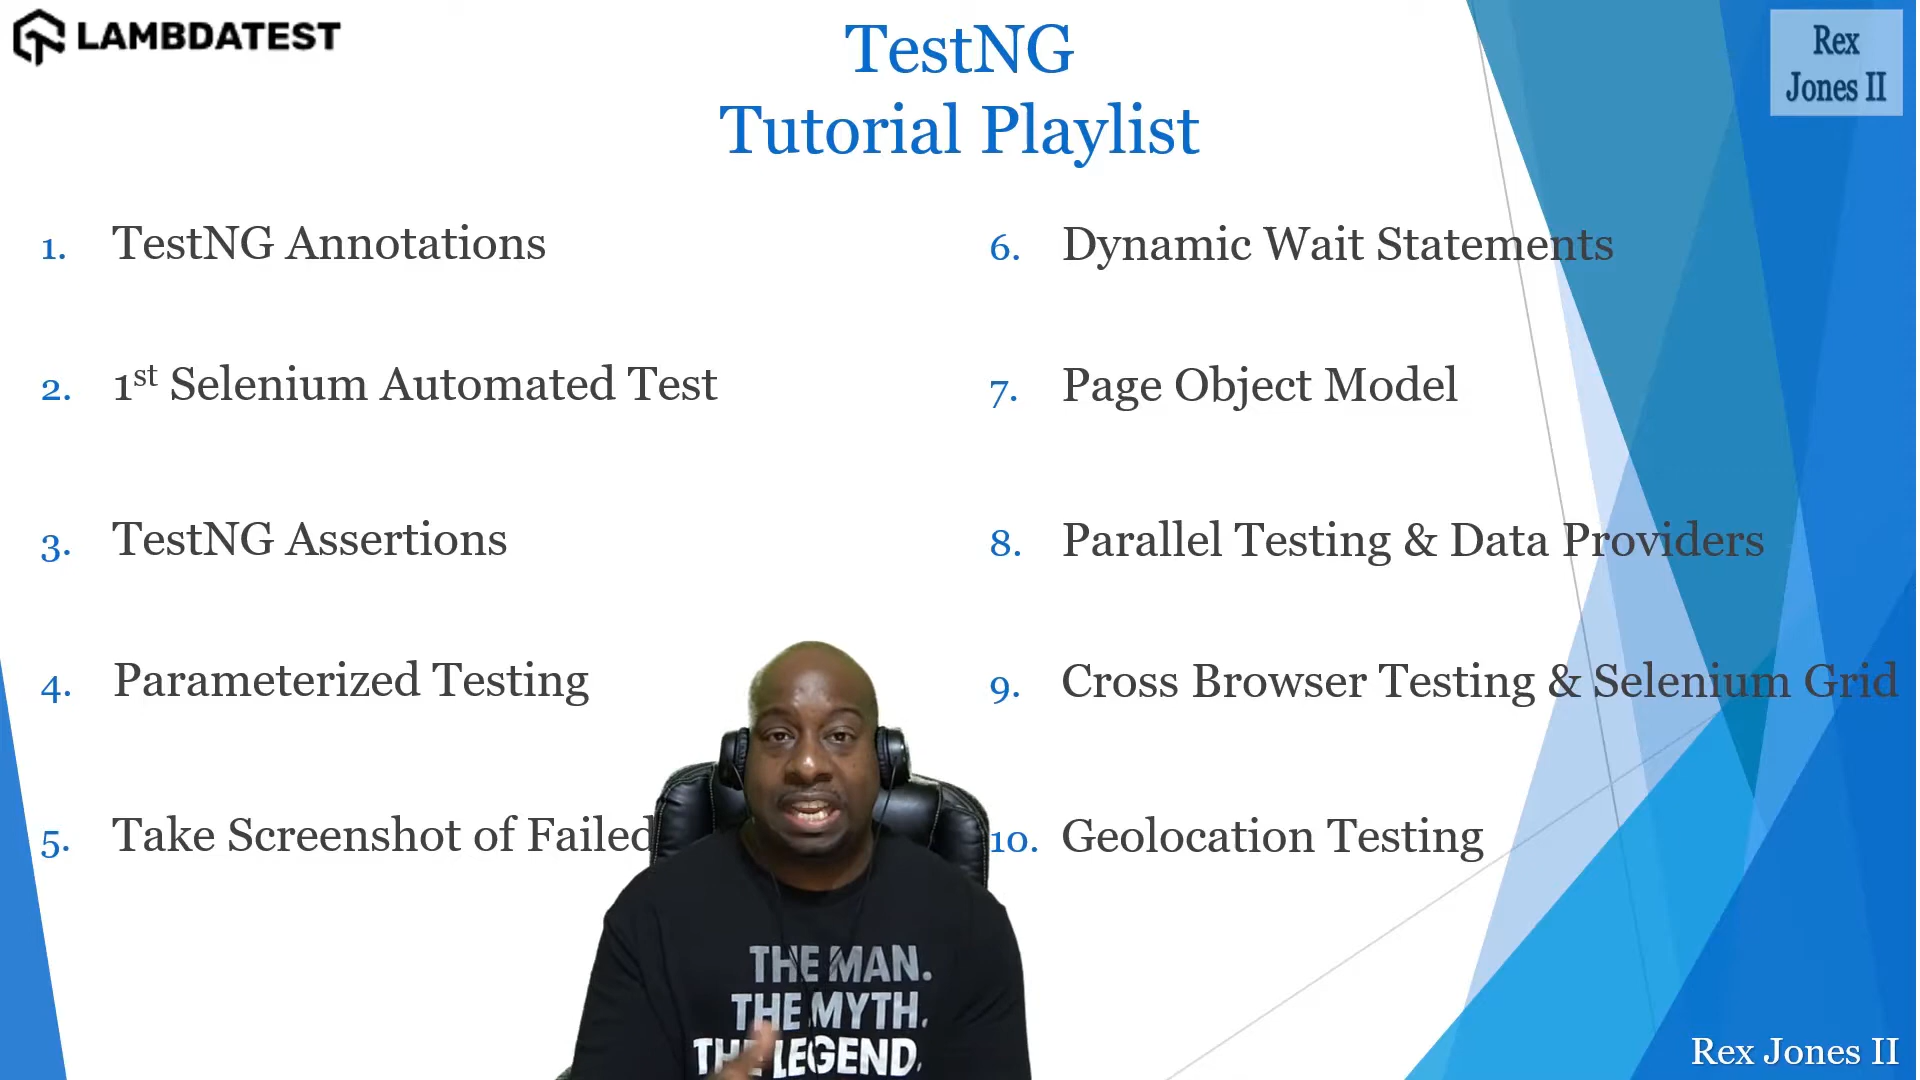 LAMBDATEST
TestNG
Tutorial Playlist
Rex
Jones II
1. TestNG Annotations
2. 1st Selenium Automated Test
3. TestNG Assertions
4. Parameterized Testing
5. Take Screenshot of Failed
6. Dynamic Wait Statements
7. Page Object Model
8. Parallel Testing & Data Providers
9. Cross Browser Testing & Selenium Grid
10. Geolocation Testing
THE MAN.
THE MYTH.
THE LEGEND.
Rex Jones II